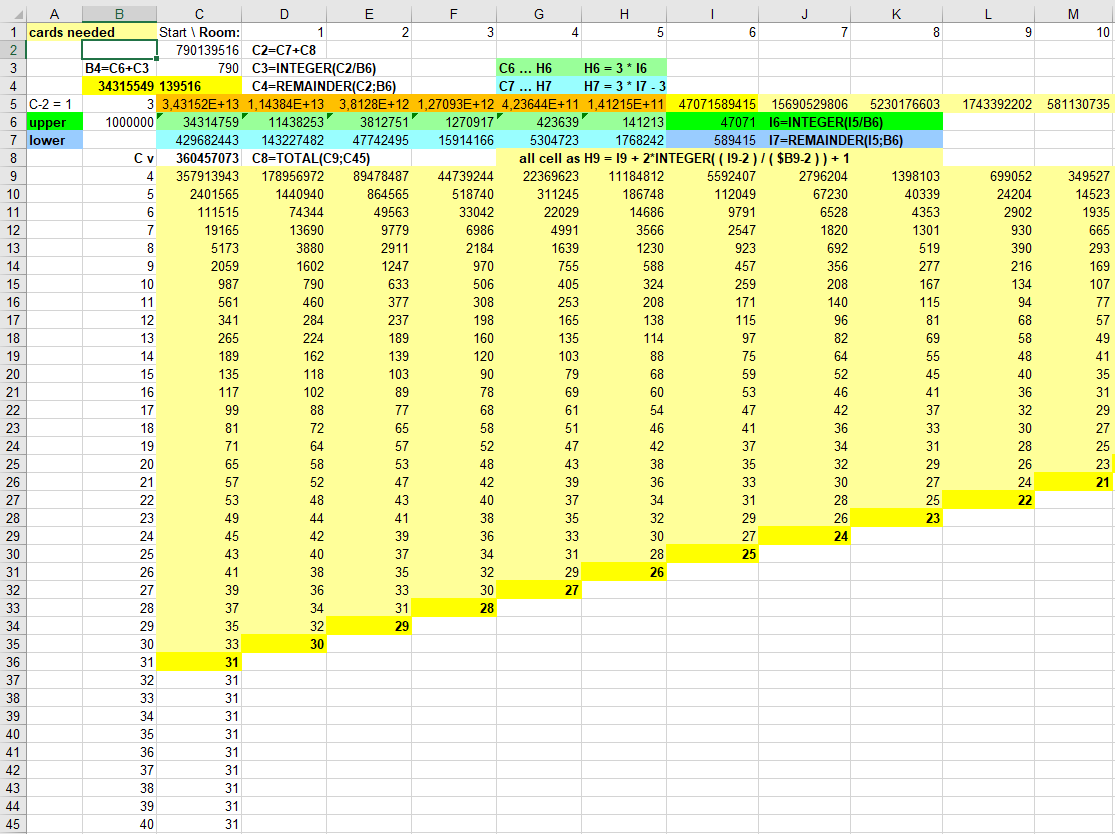 A B C D E F G H I J K L M
1 cards needed Start \ Room: 1 2 3 4 5 6 7 8 9 10
2 790139516 C2=C7+C8
3 B4=C6+C3 790 C3=INTEGER(C2/B6) C6 ... H6 H6 = 3 * I6
4 34315549 139516 C4=REMAINDER(C2;B6) C7 ... H7 H7 = 3 * I7 - 3
5 C-2 = 1 3 3,43152E+13 1,14384E+13 3,8128E+12 1,27093E+12 4,23644E+11 1,41215E+11 47071589415 15690529806 5230176603 1743392202 581130735
6 upper 1000000 34314759 11438253 3812751 1270917 423639 141213 47071 I6=INTEGER(I5/B6)
7 lower 429682443 143227482 47742495 15914166 5304723 1768242 589415 I7=REMAINDER(I5;B6)
8 C v 360457073 C8=TOTAL(C9;C45) all cell as H9 = I9 + 2*INTEGER( ( I9-2 ) / ( $B9-2 ) ) + 1
9 4 357913943 178956972 89478487 44739244 22369623 11184812 5592407 2796204 1398103 699052 349527
10 5 2401565 1440940 864565 518740 311245 186748 112049 67230 40339 24204 14523
11 6 111515 74344 49563 33042 22029 14686 9791 6528 4353 2902 1935
12 7 19165 13690 9779 6986 4991 3566 2547 1820 1301 930 665
13 8 5173 3880 2911 2184 1639 1230 923 692 519 390 293
14 9 2059 1602 1247 970 755 588 457 356 277 216 169
15 10 987 790 633 506 405 324 259 208 167 134 107
16 11 561 460 377 308 253 208 171 140 115 94 77
17 12 341 284 237 198 165 138 115 96 81 68 57
18 13 265 224 189 160 135 114 97 82 69 58 49
19 14 189 162 139 120 103 88 75 64 55 48 41
20 15 135 118 103 90 79 68 59 52 45 40 35
21 16 117 102 89 78 69 60 53 46 41 36 31
22 17 99 88 77 68 61 54 47 42 37 32 29
23 18 81 72 65 58 51 46 41 36 33 30 27
24 19 71 64 57 52 47 42 37 34 31 28 25
25 20 65 58 53 48 43 38 35 32 29 26 23
26 21 57 52 47 42 39 36 33 30 27 24 21
27 22 53 48 43 40 37 34 31 28 25 22
28 23 49 44 41 38 35 32 29 26 23
29 24 45 42 39 36 33 30 27 24
30 25 43 40 37 34 31 28 25
31 26 41 38 35 32 29 26
32 27 39 36 33 30 27
33 28 37 34 31 28
34 29 35 32 29
35 30 33 30
36 31 31
37 32 31
38 33 31
39 34 31
40 35 31
41 36 31
42 37 31
43 38 31
44 39 31
45 40 31